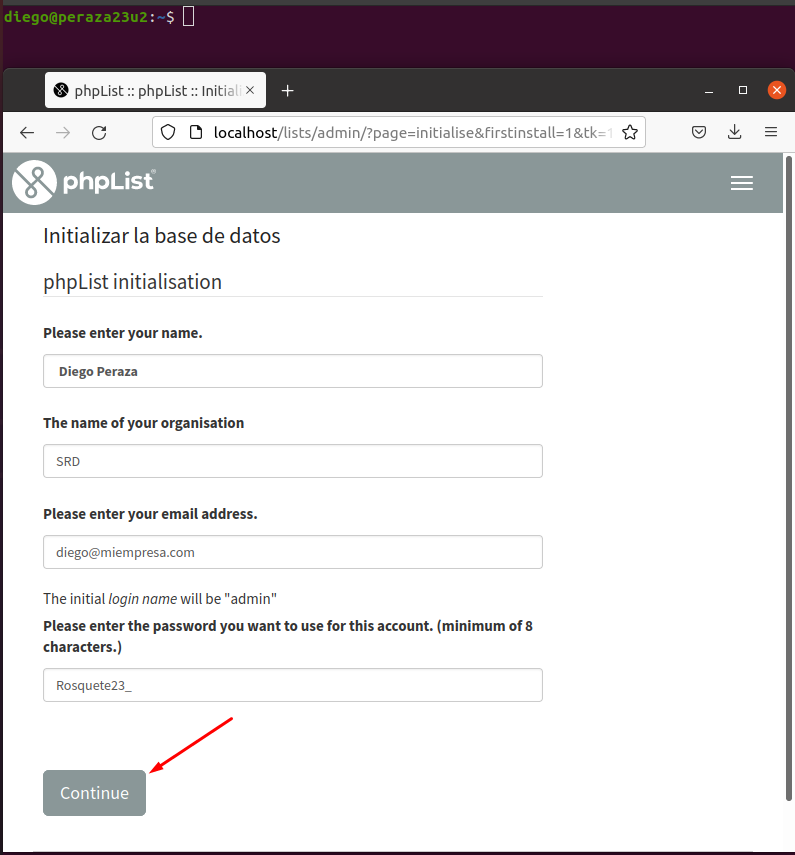 diego@peraza23u2:~$
phpList :: phpList :: Initiali
localhost/lists/admin/?page=initialise&firstinstall=1&tk=1
phpList®
Initializar la base de datos
phpList initialisation
Please enter your name.
Diego Peraza
The name of your organisation
SRD
Please enter your email address.
diego@miempresa.com
The initial login name will be "admin"
Please enter the password you want to use for this account. (minimum of 8
characters.)
Rosquete23_
Continue